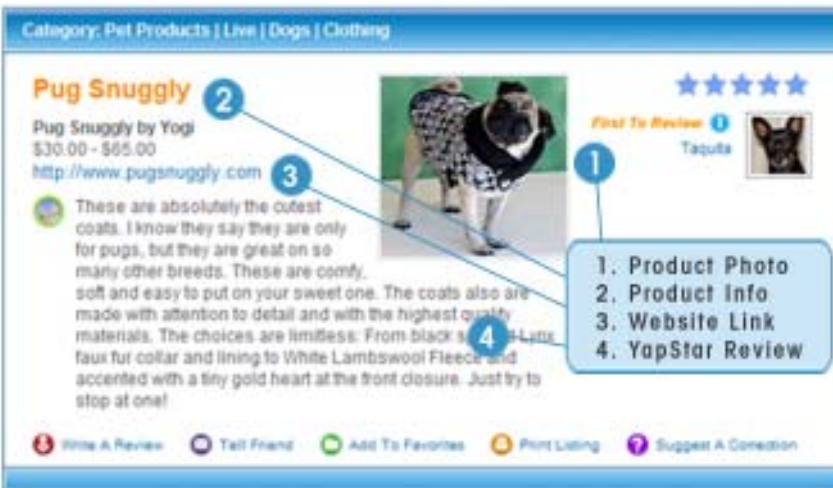 Category: Pet Products | Live | Dogs | Clothing
Pug Snuggly
2
Pug Snuggly by Yogi
$30.00 - $65.00
http://www.pugsnuggly.com
3
First To Review
1
Taquita
These are absolutely the cutest
coats. I know they say they are only
for pugs, but they are great on so
many other breeds. These are comfy,
soft and easy to put on your sweet one. The coats also are
made with attention to detail and with the highest quality
materials. The choices are limitless: From black Lynx
4
faux fur collar and lining to White Lambswool Fleece and
accented with a tiny gold heart at the front closure. Just try to
stop at one!
1. Product Photo
2. Product Info
3. Website Link
4. YapStar Review
Write A Review Tell Friend Add To Favorites Print Listing ? Suggest A Correction